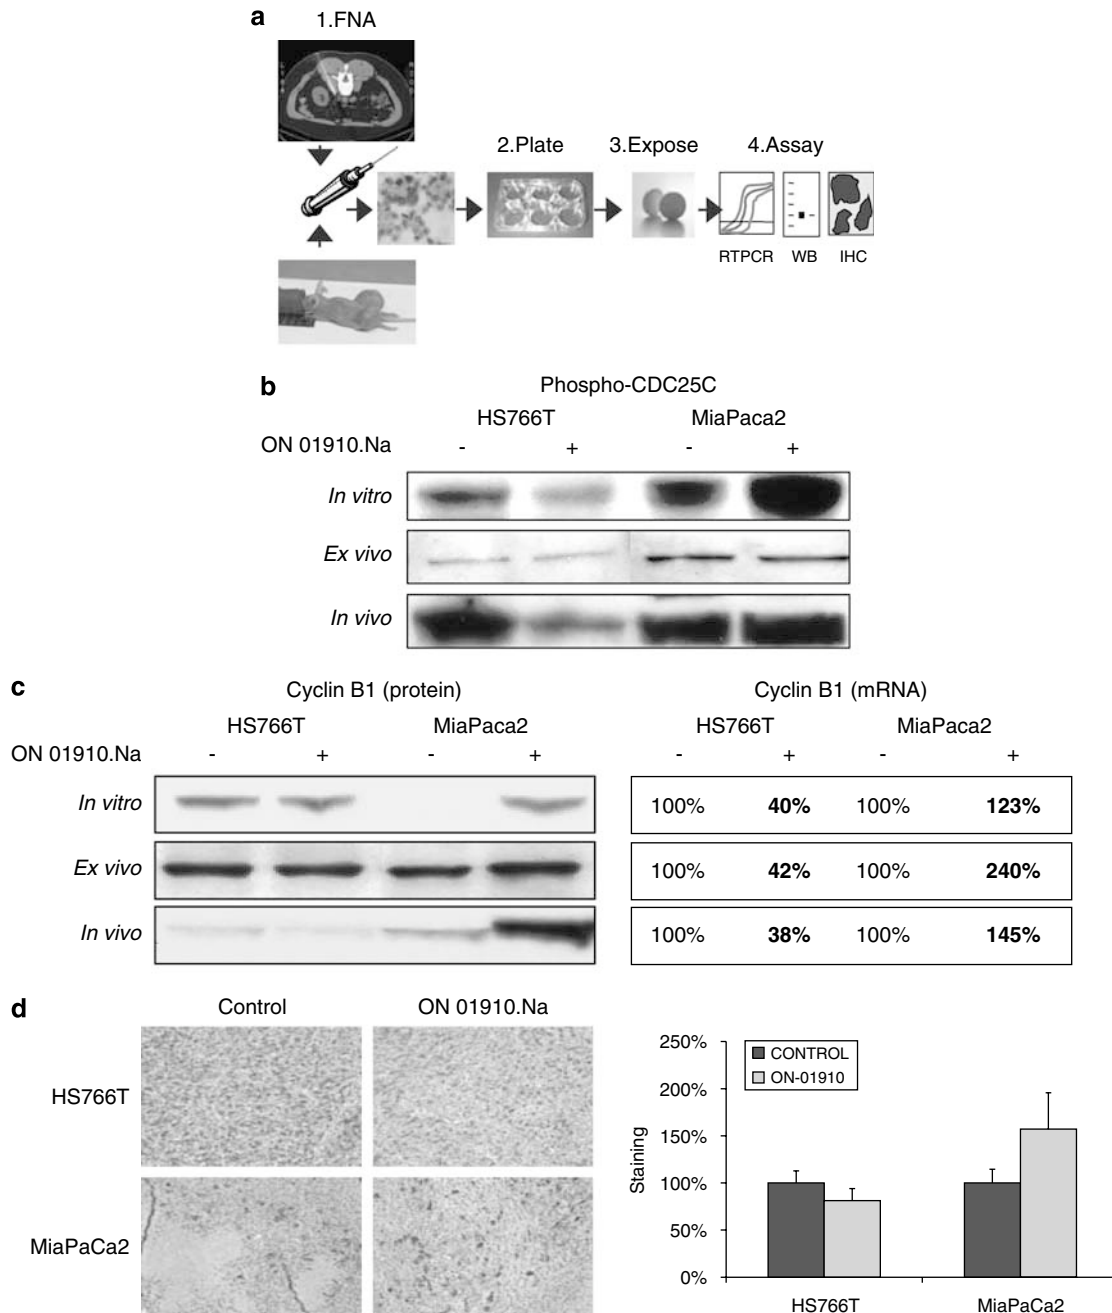 a
1.FNA
2.Plate
3.Expose
4.Assay
RTPCR WB IHC
b
Phospho-CDC25C
HS766T MiaPaca2
ON 01910.Na - + - +
In vitro
Ex vivo
In vivo
c
Cyclin B1 (protein)
HS766T MiaPaca2
ON 01910.Na - + - +
In vitro
Ex vivo
In vivo
Cyclin B1 (mRNA)
HS766T MiaPaca2
- + - +
100% 40% 100% 123%
100% 42% 100% 240%
100% 38% 100% 145%
d
Control ON 01910.Na
HS766T
MiaPaCa2
250%
200%
150%
100%
50%
0%
Staining
CONTROL
ON-01910
HS766T MiaPaCa2